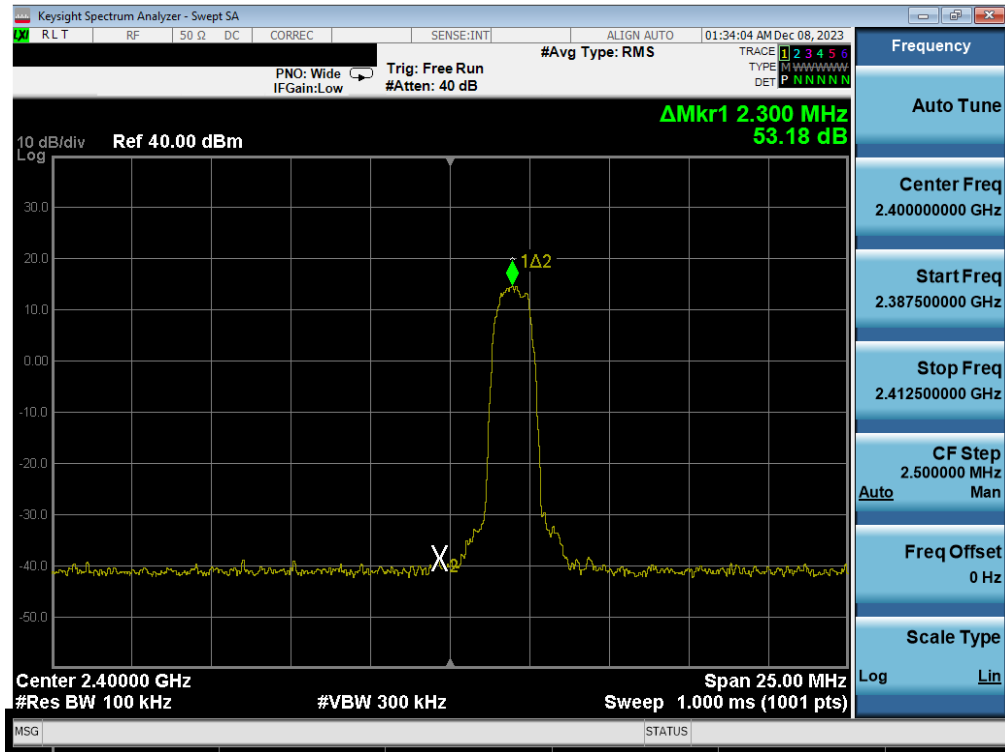 Keysight Spectrum Analyzer - Swept SA
LXI RLT RF 50 Ω DC CORREC SENSE:INT ALIGN AUTO 01:34:04 AM Dec 08, 2023
#Avg Type: RMS
TRACE 1 2 3 4 5 6
TYPE M WWWWW
DET P N N N N N
PNO: Wide
IFGain:Low
Trig: Free Run
#Atten: 40 dB
ΔMkr1 2.300 MHz
53.18 dB
10 dB/div Ref 40.00 dBm
Log
30.0
20.0
10.0
0.00
-10.0
-20.0
-30.0
-40.0
-50.0
1Δ2
X2
Center 2.40000 GHz Span 25.00 MHz
#Res BW 100 kHz #VBW 300 kHz Sweep 1.000 ms (1001 pts)
MSG STATUS
Frequency
Auto Tune
Center Freq
2.400000000 GHz
Start Freq
2.387500000 GHz
Stop Freq
2.412500000 GHz
CF Step
2.500000 MHz
Auto Man
Freq Offset
0 Hz
Scale Type
Log Lin